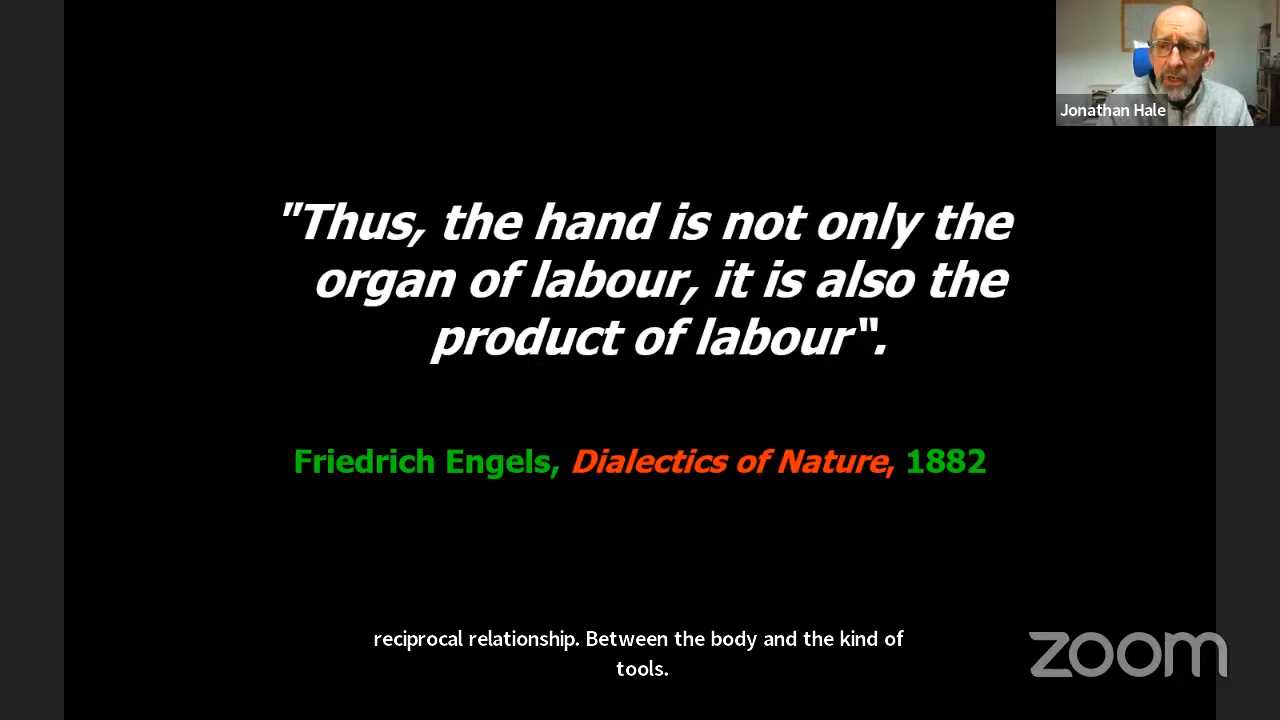 Jonathan Hale
"Thus, the hand is not only the
organ of labour, it is also the
product of labour".
Friedrich Engels, Dialectics of Nature, 1882
reciprocal relationship. Between the body and the kind of
tools.
zoom